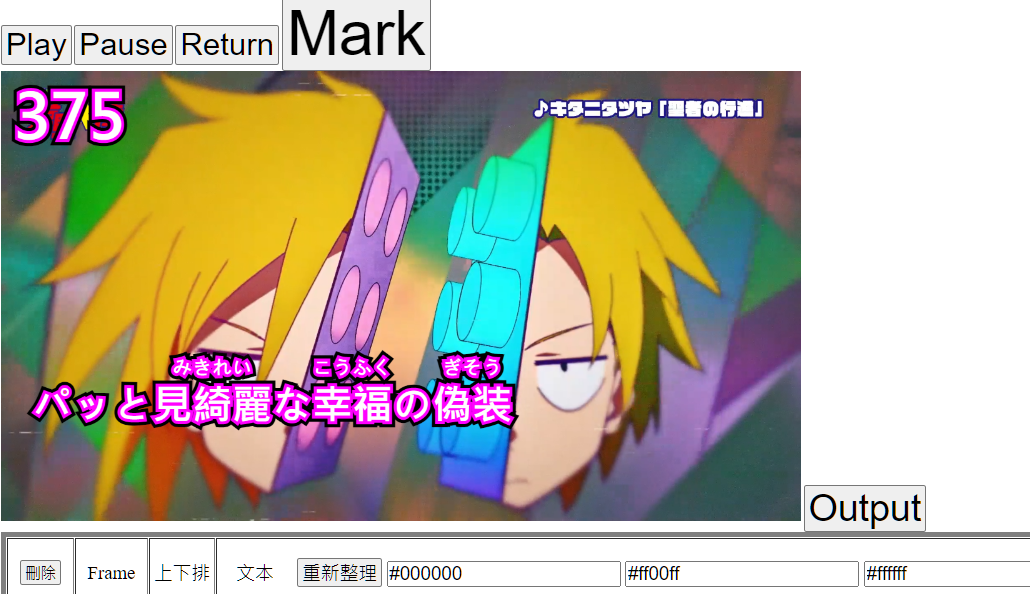 Play Pause Return Mark
375
♪キタニタツヤ「聖者の行進」
みきれい こうふく ぎそう
パッと見綺麗な幸福の偽装
Output
刪除 Frame 上下排 文本 重新整理 #000000 #ff00ff #ffffff